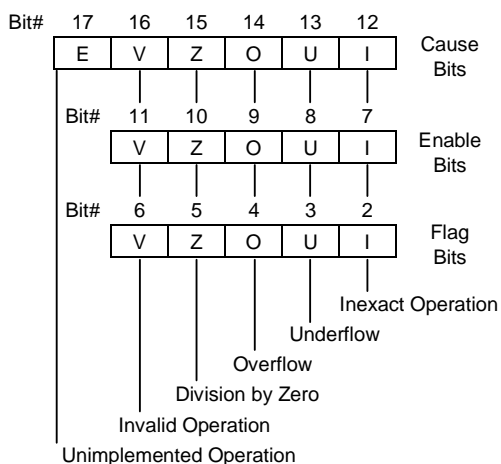 Bit# 17 16 15 14 13 12
E V Z O U I
Cause
Bits
Bit# 11 10 9 8 7
V Z O U I
Enable
Bits
Bit# 6 5 4 3 2
V Z O U I
Flag
Bits
Inexact Operation
Underflow
Overflow
Division by Zero
Invalid Operation
Unimplemented Operation